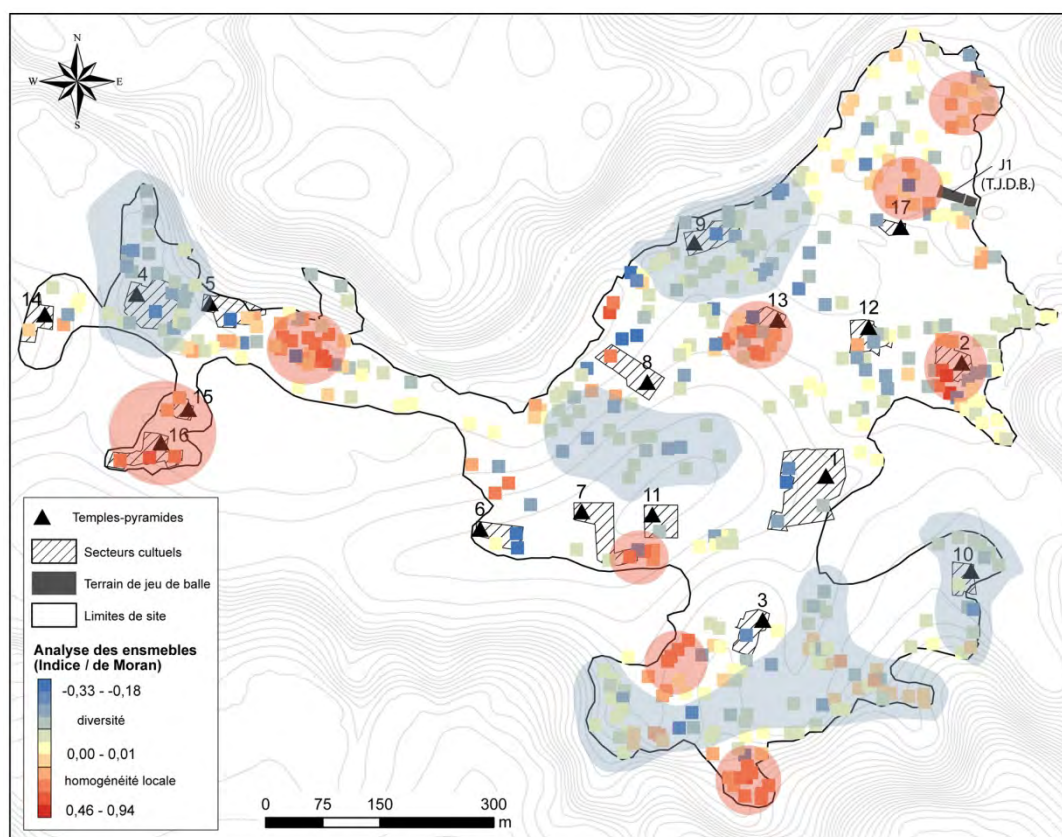 N
W
E
S
J1
(T.J.D.B.)
17
9
4
5
14
13
12
2
8
15
16
1
7
11
6
10
3
Temples-pyramides
Secteurs cultuels
Terrain de jeu de balle
Limites de site
Analyse des ensmebles
(Indice / de Moran)
-0,33 - -0,18
diversité
0,00 - 0,01
homogénéité locale
0,46 - 0,94
0 75 150 300
m